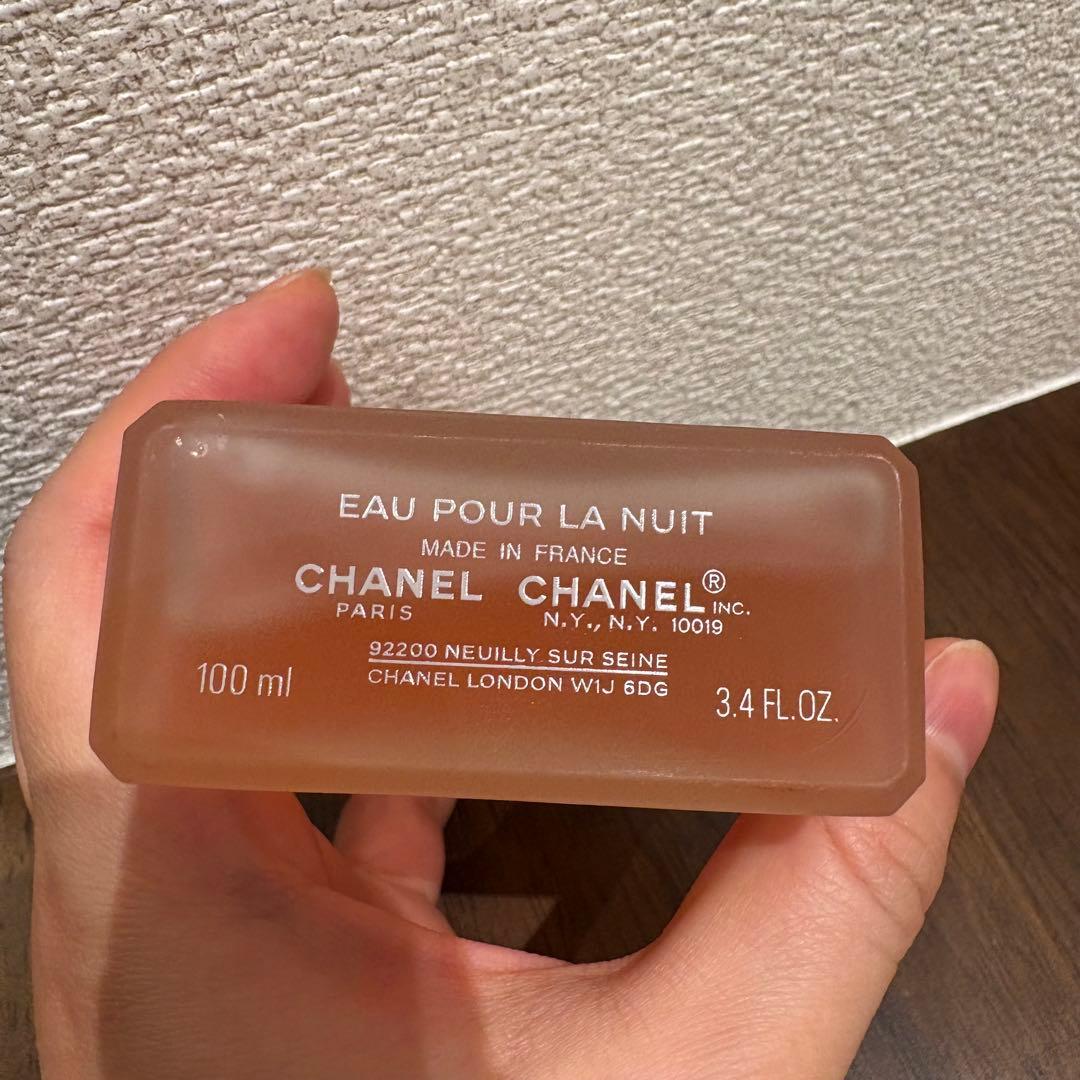 EAU POUR LA NUIT
MADE IN FRANCE
CHANEL CHANEL® INC.
PARIS N.Y., N.Y. 10019
92200 NEUILLY SUR SEINE
CHANEL LONDON W1J 6DG
100 ml 3.4 FL.OZ.